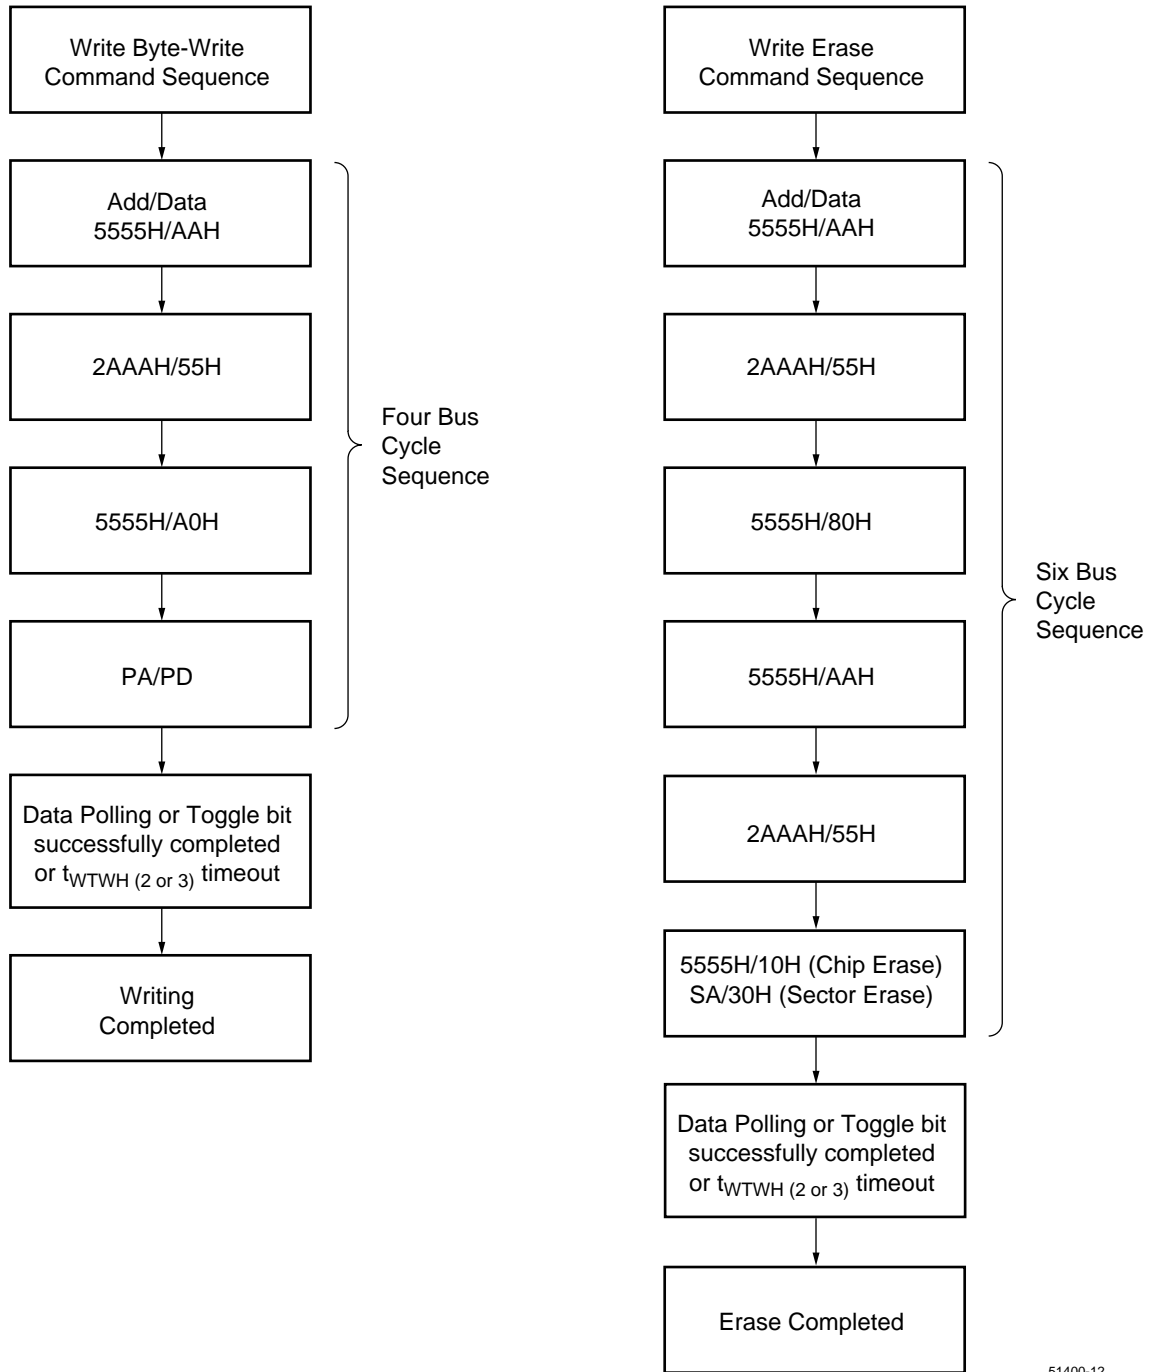 Write Byte-Write
Command Sequence
Add/Data
5555H/AAH
2AAAH/55H
5555H/A0H
PA/PD
Four Bus
Cycle
Sequence
Data Polling or Toggle bit
successfully completed
or tWTWH (2 or 3) timeout
Writing
Completed
Write Erase
Command Sequence
Add/Data
5555H/AAH
2AAAH/55H
5555H/80H
5555H/AAH
2AAAH/55H
5555H/10H (Chip Erase)
SA/30H (Sector Erase)
Six Bus
Cycle
Sequence
Data Polling or Toggle bit
successfully completed
or tWTWH (2 or 3) timeout
Erase Completed
51400-12